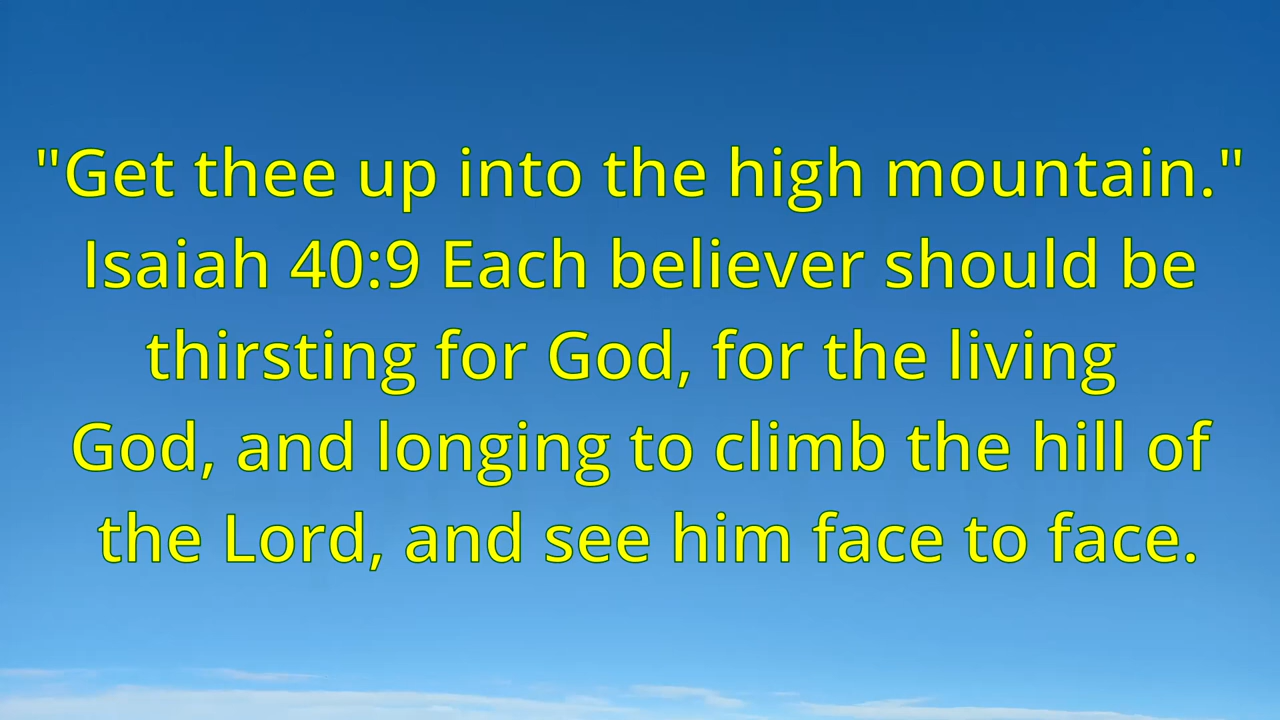 "Get thee up into the high mountain."
Isaiah 40:9 Each believer should be
thirsting for God, for the living
God, and longing to climb the hill of
the Lord, and see him face to face.